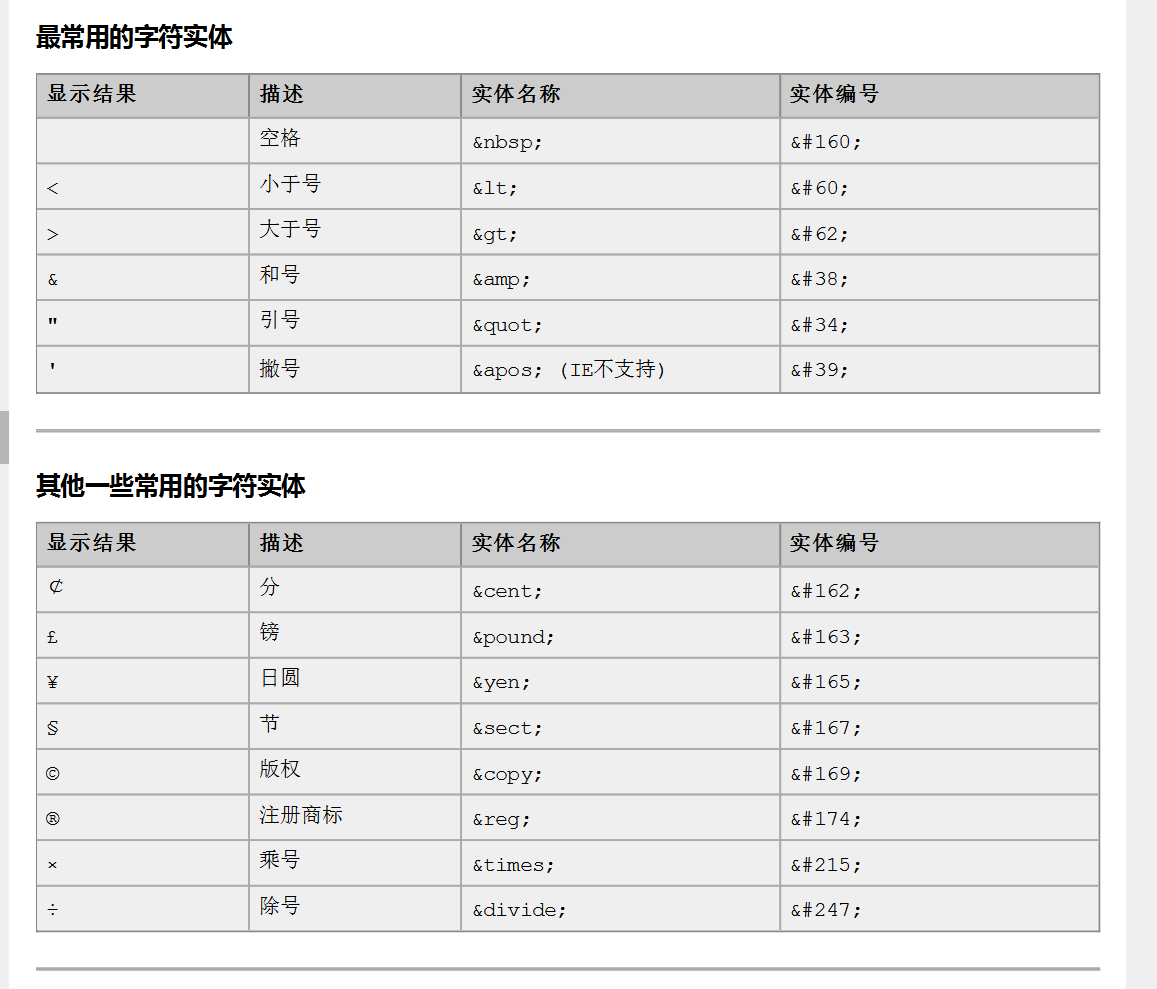 最常用的字符实体
显示结果 描述 实体名称 实体编号
空格 &nbsp; &#160;
< 小于号 &lt; &#60;
> 大于号 &gt; &#62;
& 和号 &amp; &#38;
" 引号 &quot; &#34;
' 撇号 &apos; (IE不支持) &#39;
其他一些常用的字符实体
显示结果 描述 实体名称 实体编号
¢ 分 &cent; &#162;
£ 镑 &pound; &#163;
¥ 日圆 &yen; &#165;
§ 节 &sect; &#167;
© 版权 &copy; &#169;
® 注册商标 &reg; &#174;
× 乘号 &times; &#215;
÷ 除号 &divide; &#247;